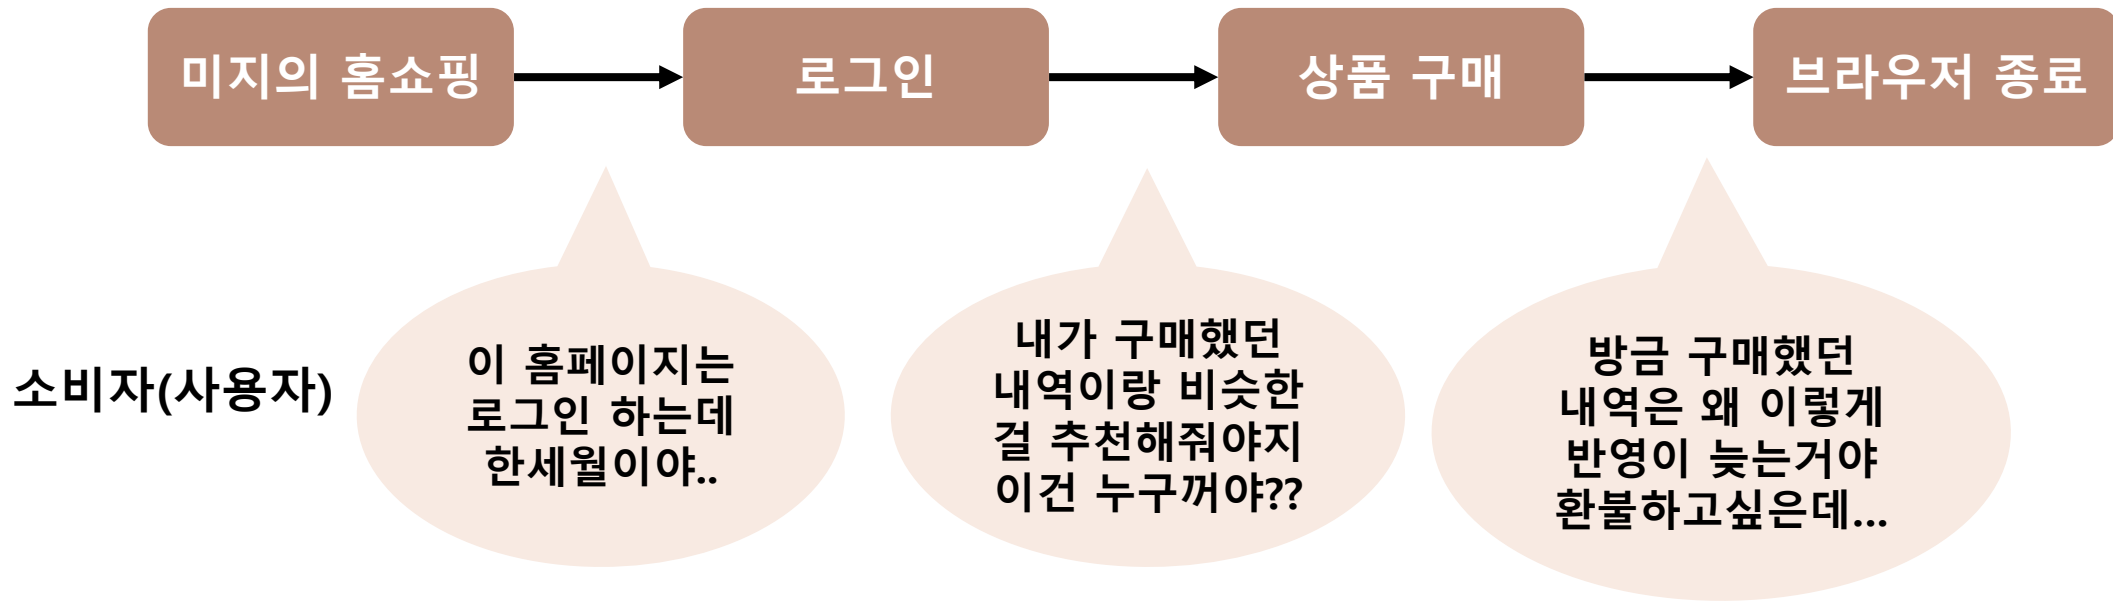 미지의 홈쇼핑
로그인
상품 구매
브라우저 종료
소비자(사용자)
이 홈페이지는
로그인 하는데
한세월이야..
내가 구매했던
내역이랑 비슷한
걸 추천해줘야지
이건 누구꺼야??
방금 구매했던
내역은 왜 이렇게
반영이 늦는거야
환불하고싶은데...